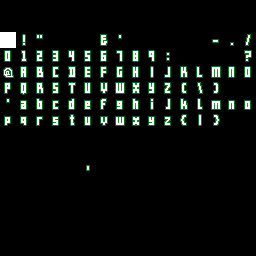 ! " & ' - . /
0 1 2 3 4 5 6 7 8 9 : ?
@ A B C D E F G H I J K L M N O
P Q R S T U V W X Y Z [ \ ]
` a b c d e f g h i j k l m n o
p q r s t u v w x y z { | }
'